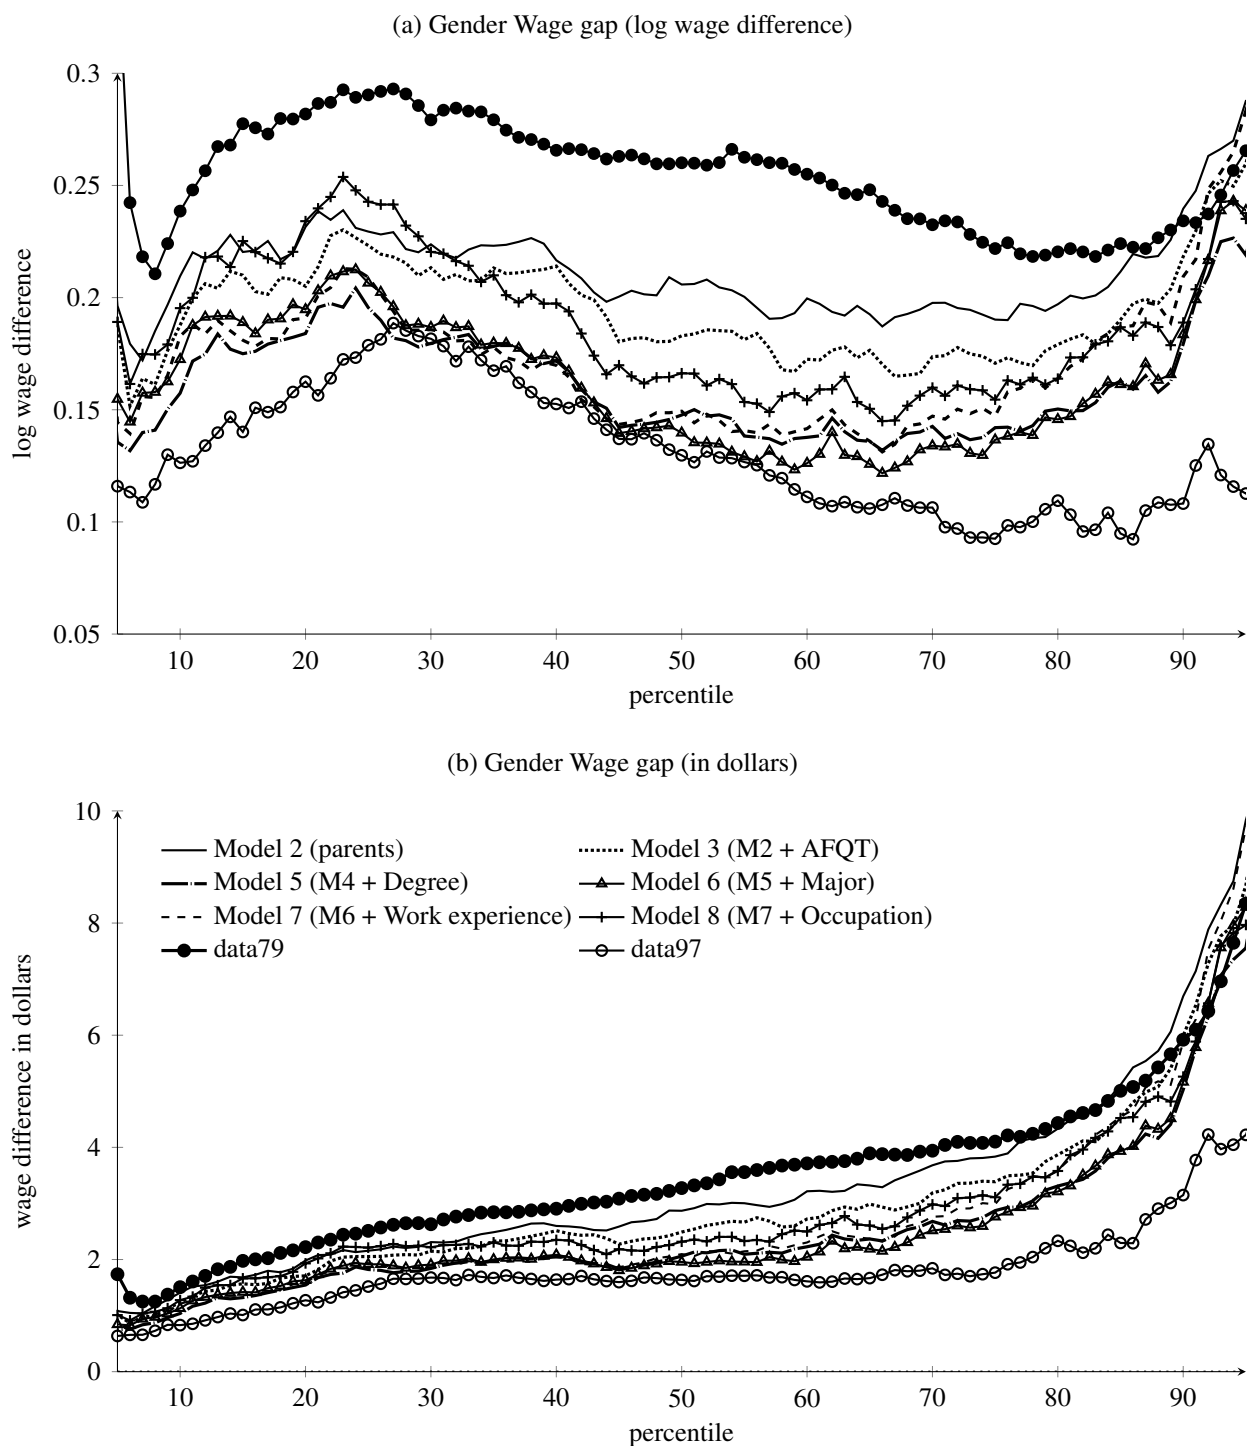 (a) Gender Wage gap (log wage difference)
0.3
0.25
0.2
0.15
0.1
0.05
log wage difference
10 20 30 40 50 60 70 80 90
percentile
(b) Gender Wage gap (in dollars)
10
8
6
4
2
0
wage difference in dollars
Model 2 (parents) Model 3 (M2 + AFQT)
Model 5 (M4 + Degree) Model 6 (M5 + Major)
Model 7 (M6 + Work experience) Model 8 (M7 + Occupation)
data79 data97
10 20 30 40 50 60 70 80 90
percentile